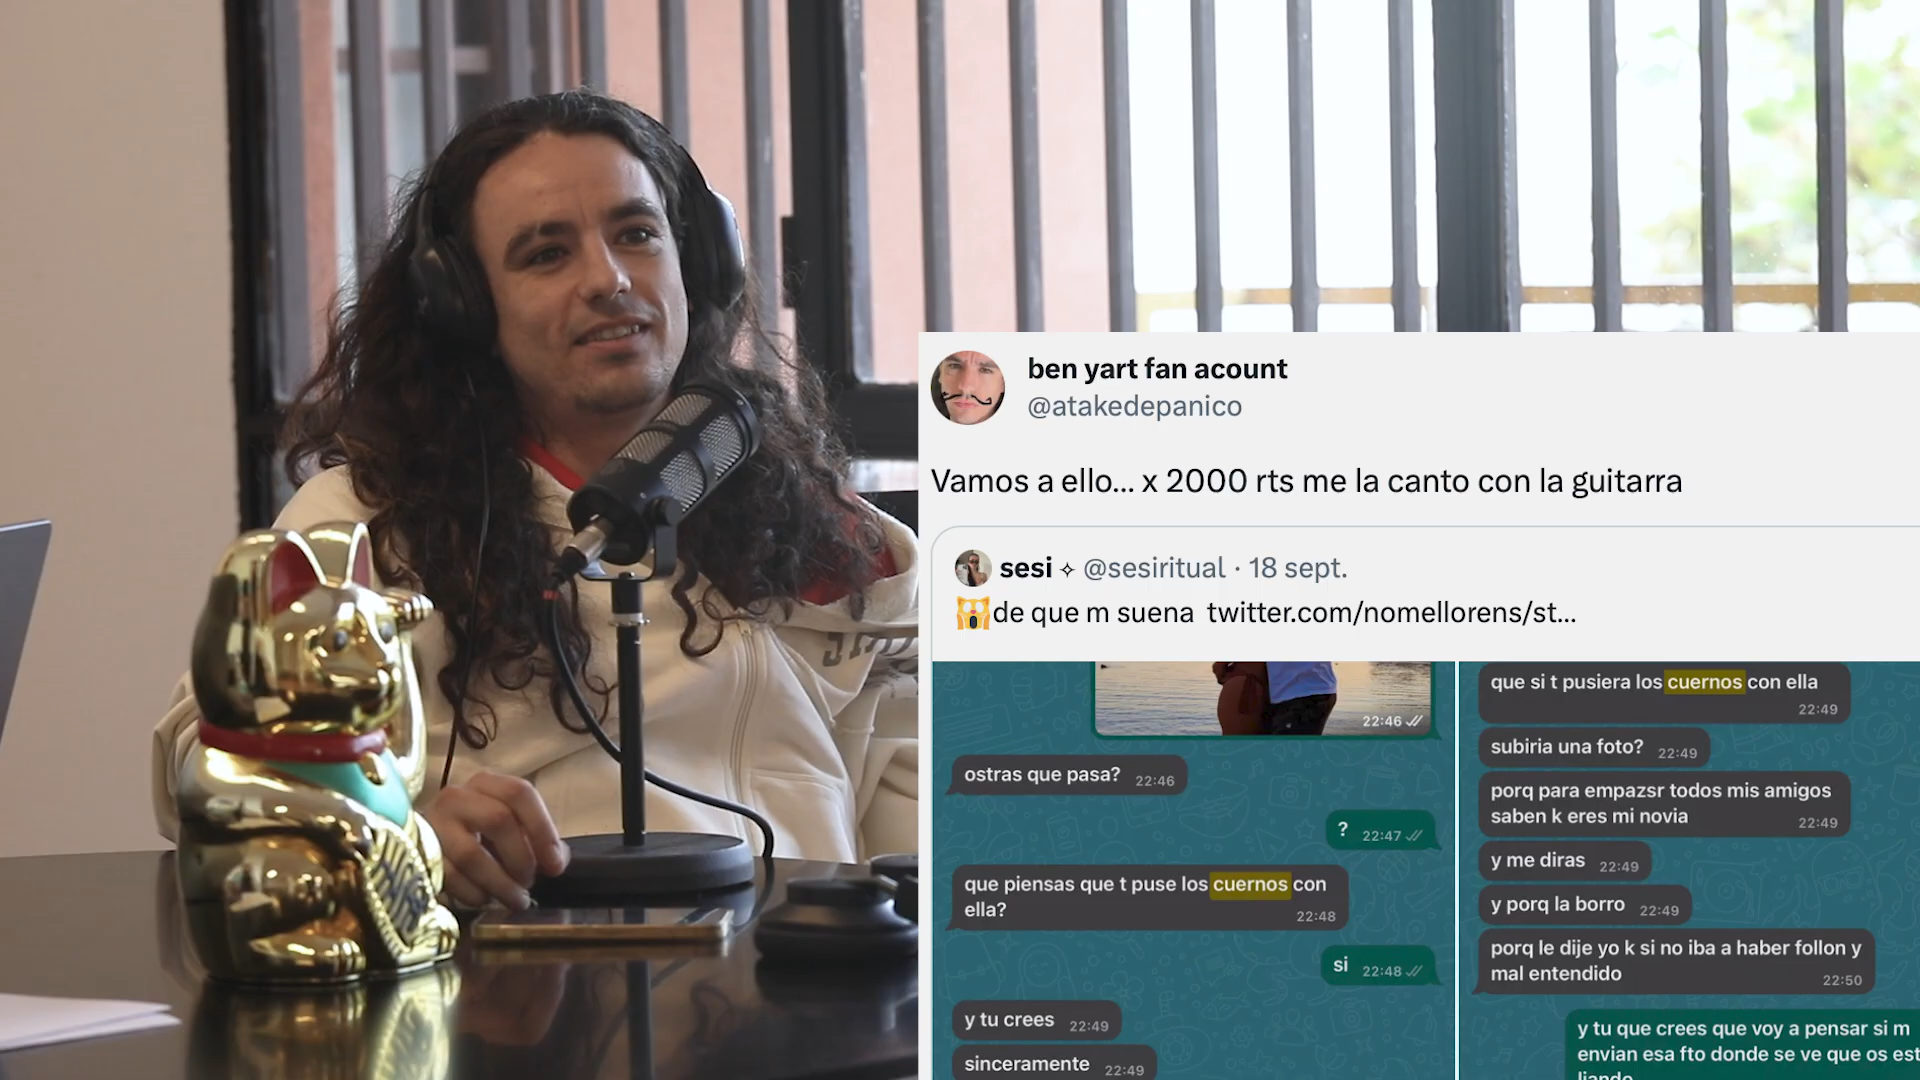 ben yart fan acount
@atakedepanico
Vamos a ello... x 2000 rts me la canto con la guitarra
sesi ✧ @sesiritual · 18 sept.
🙀de que m suena twitter.com/nomellorens/st...
22:46
ostras que pasa? 22:46
? 22:47
que piensas que t puse los cuernos con
ella?
22:48
si 22:48
y tu crees 22:49
sinceramente 22:49
que si t pusiera los cuernos con ella
22:49
subiria una foto? 22:49
porq para empazsr todos mis amigos
saben k eres mi novia
22:49
y me diras 22:49
y porq la borro 22:49
porq le dije yo k si no iba a haber follon y
mal entendido
22:50
y tu que crees que voy a pensar si m
envian esa fto donde se ve que os est
liando